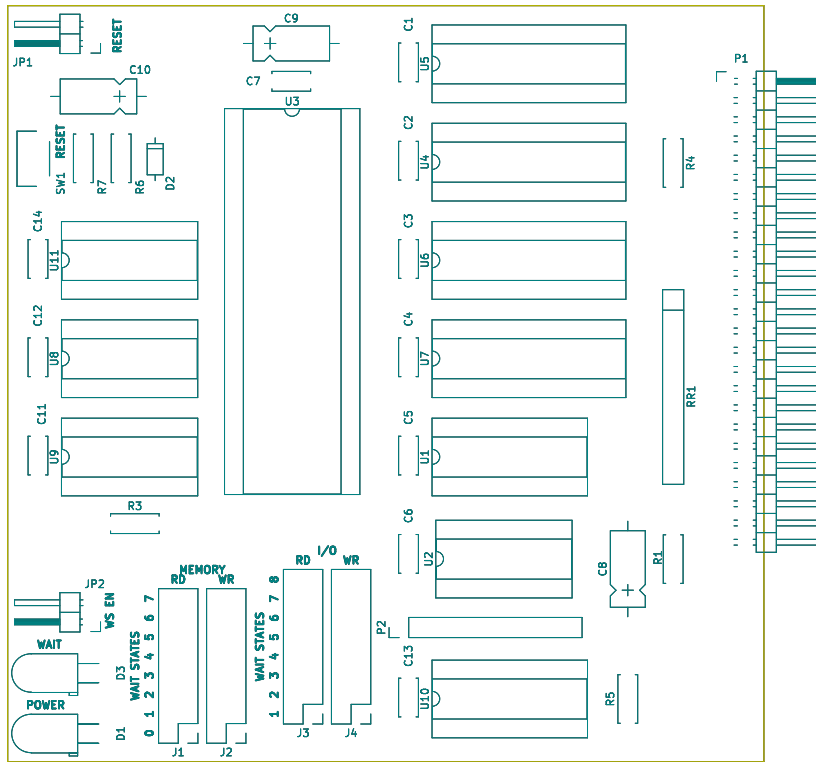 C1
C9
RESET
P1
JP1
U5
C10
C7
U3
C2
RESET
U4
R4
SW1
R7
R6
D2
C14
C3
U11
U6
C12
C4
U8
U7
RR1
C11
C5
U9
U1
R3
C6
I/O
U2
R1
C8
MEMORY
RD
WR
RD
WR
JP2
WS EN
7
6
5
4
3
2
1
0
WAIT STATES
8
7
6
5
4
3
2
1
WAIT STATES
P2
WAIT
D3
C13
POWER
D1
U10
R5
J1
J2
J3
J4